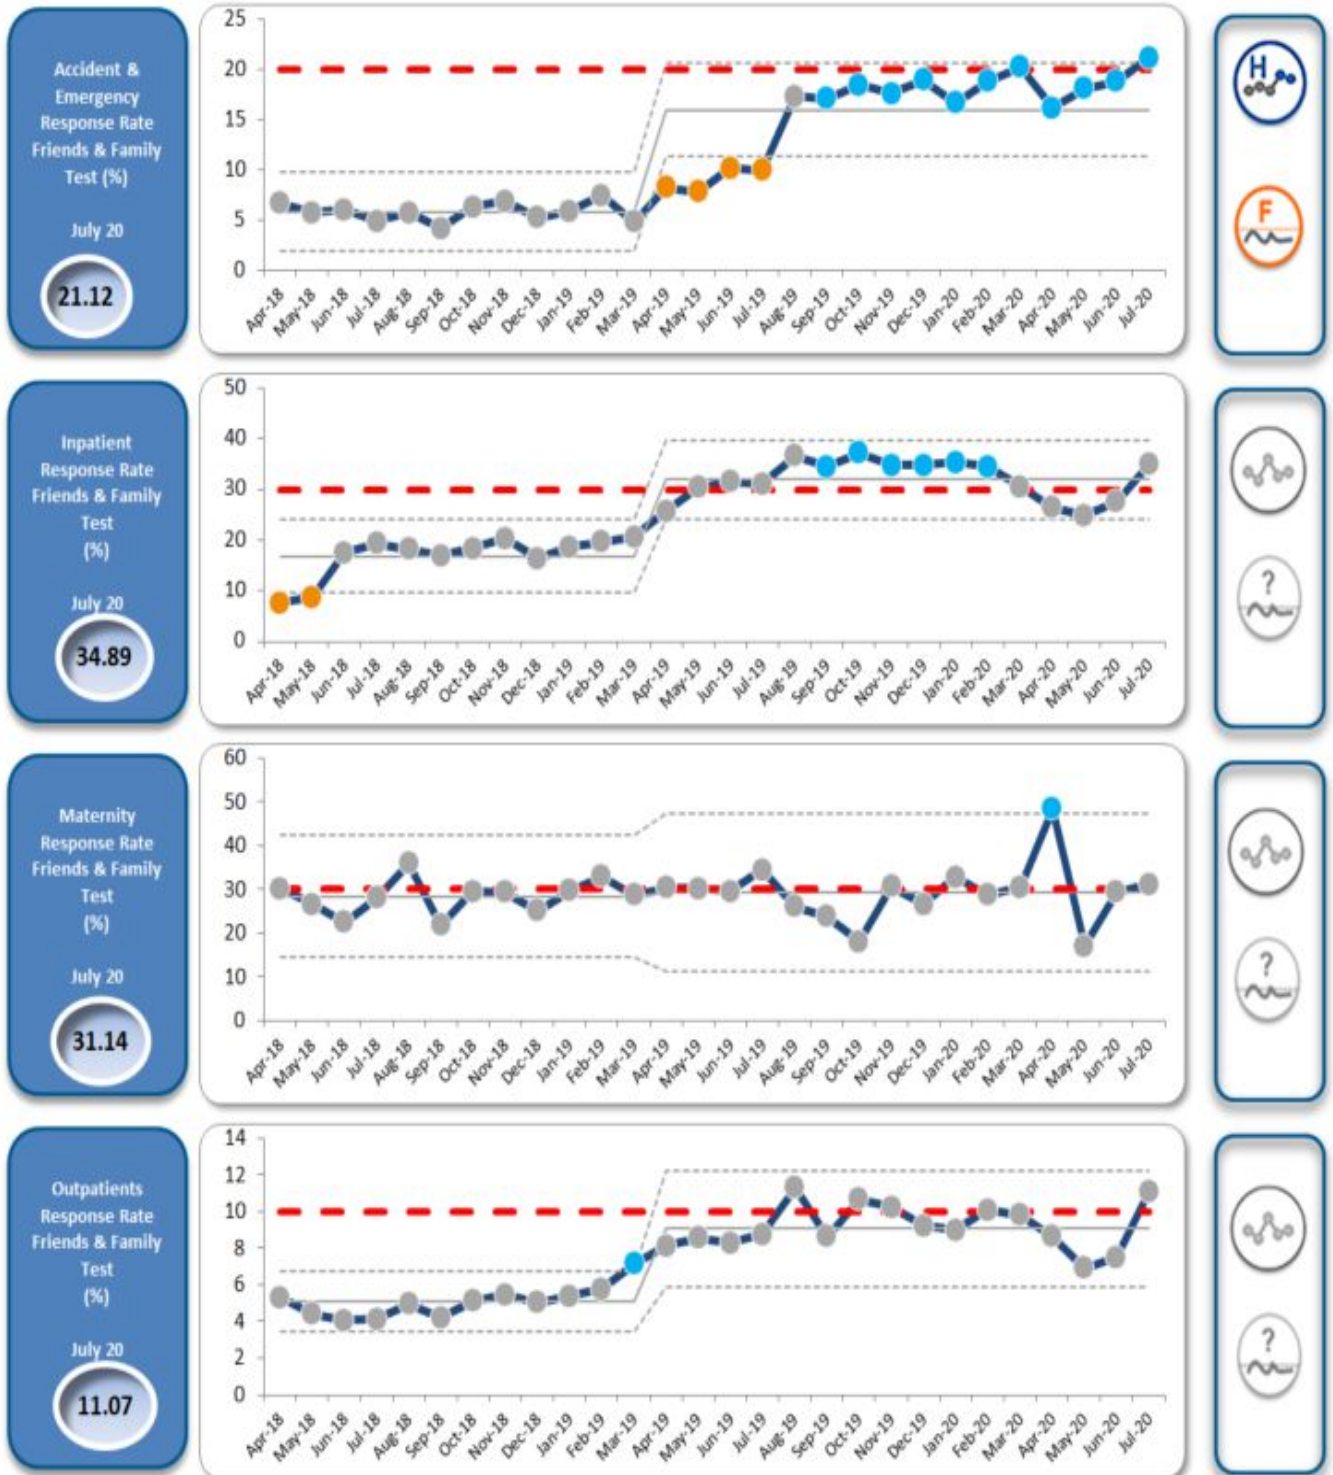 Accident &
Emergency
Response Rate
Friends & Family
Test (%)
July 20
21.12
25
20
15
10
5
0
Apr-18 May-18 Jun-18 Jul-18 Aug-18 Sep-18 Oct-18 Nov-18 Dec-18 Jan-19 Feb-19 Mar-19 Apr-19 May-19 Jun-19 Jul-19 Aug-19 Sep-19 Oct-19 Nov-19 Dec-19 Jan-20 Feb-20 Mar-20 Apr-20 May-20 Jun-20 Jul-20
H
F
Inpatient
Response Rate
Friends & Family
Test
(%)
July 20
34.89
50
40
30
20
10
0
Apr-18 May-18 Jun-18 Jul-18 Aug-18 Sep-18 Oct-18 Nov-18 Dec-18 Jan-19 Feb-19 Mar-19 Apr-19 May-19 Jun-19 Jul-19 Aug-19 Sep-19 Oct-19 Nov-19 Dec-19 Jan-20 Feb-20 Mar-20 Apr-20 May-20 Jun-20 Jul-20
?
Maternity
Response Rate
Friends & Family
Test
(%)
July 20
31.14
60
50
40
30
20
10
0
Apr-18 May-18 Jun-18 Jul-18 Aug-18 Sep-18 Oct-18 Nov-18 Dec-18 Jan-19 Feb-19 Mar-19 Apr-19 May-19 Jun-19 Jul-19 Aug-19 Sep-19 Oct-19 Nov-19 Dec-19 Jan-20 Feb-20 Mar-20 Apr-20 May-20 Jun-20 Jul-20
?
Outpatients
Response Rate
Friends & Family
Test
(%)
July 20
11.07
14
12
10
8
6
4
2
0
Apr-18 May-18 Jun-18 Jul-18 Aug-18 Sep-18 Oct-18 Nov-18 Dec-18 Jan-19 Feb-19 Mar-19 Apr-19 May-19 Jun-19 Jul-19 Aug-19 Sep-19 Oct-19 Nov-19 Dec-19 Jan-20 Feb-20 Mar-20 Apr-20 May-20 Jun-20 Jul-20
?